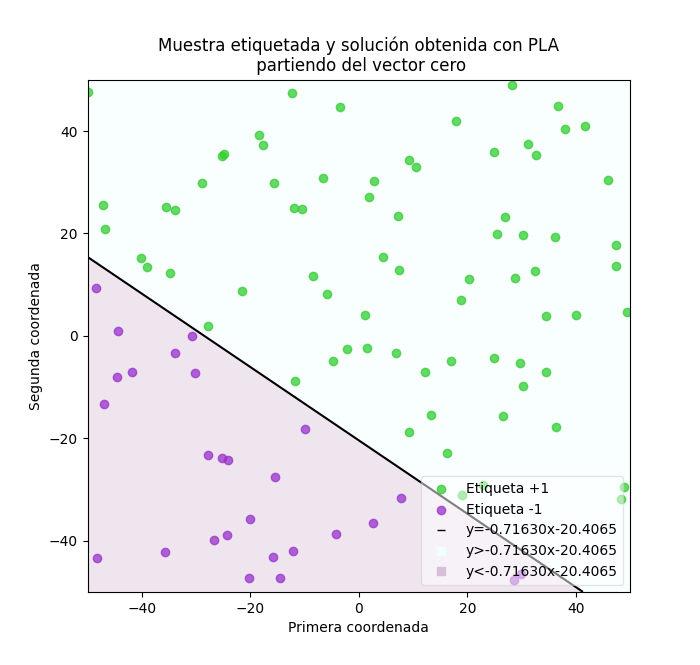 Muestra etiquetada y solución obtenida con PLA
partiendo del vector cero
Segunda coordenada
40
20
0
−20
−40
Etiqueta +1
Etiqueta -1
y=-0.71630x-20.4065
y>-0.71630x-20.4065
y<-0.71630x-20.4065
−40
−20
0
20
40
Primera coordenada